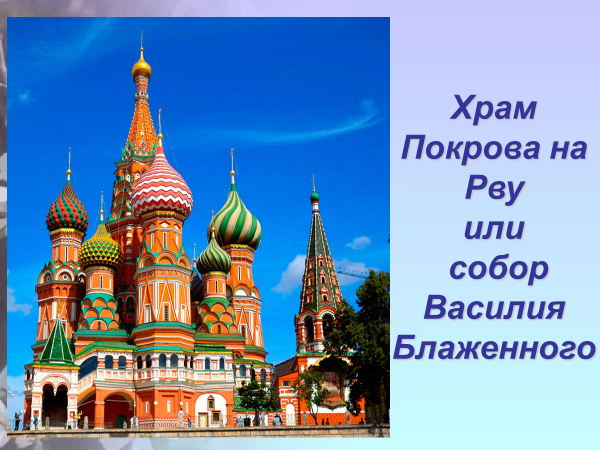 Храм
Покрова на
Рву
или
собор
Василия
Блаженного